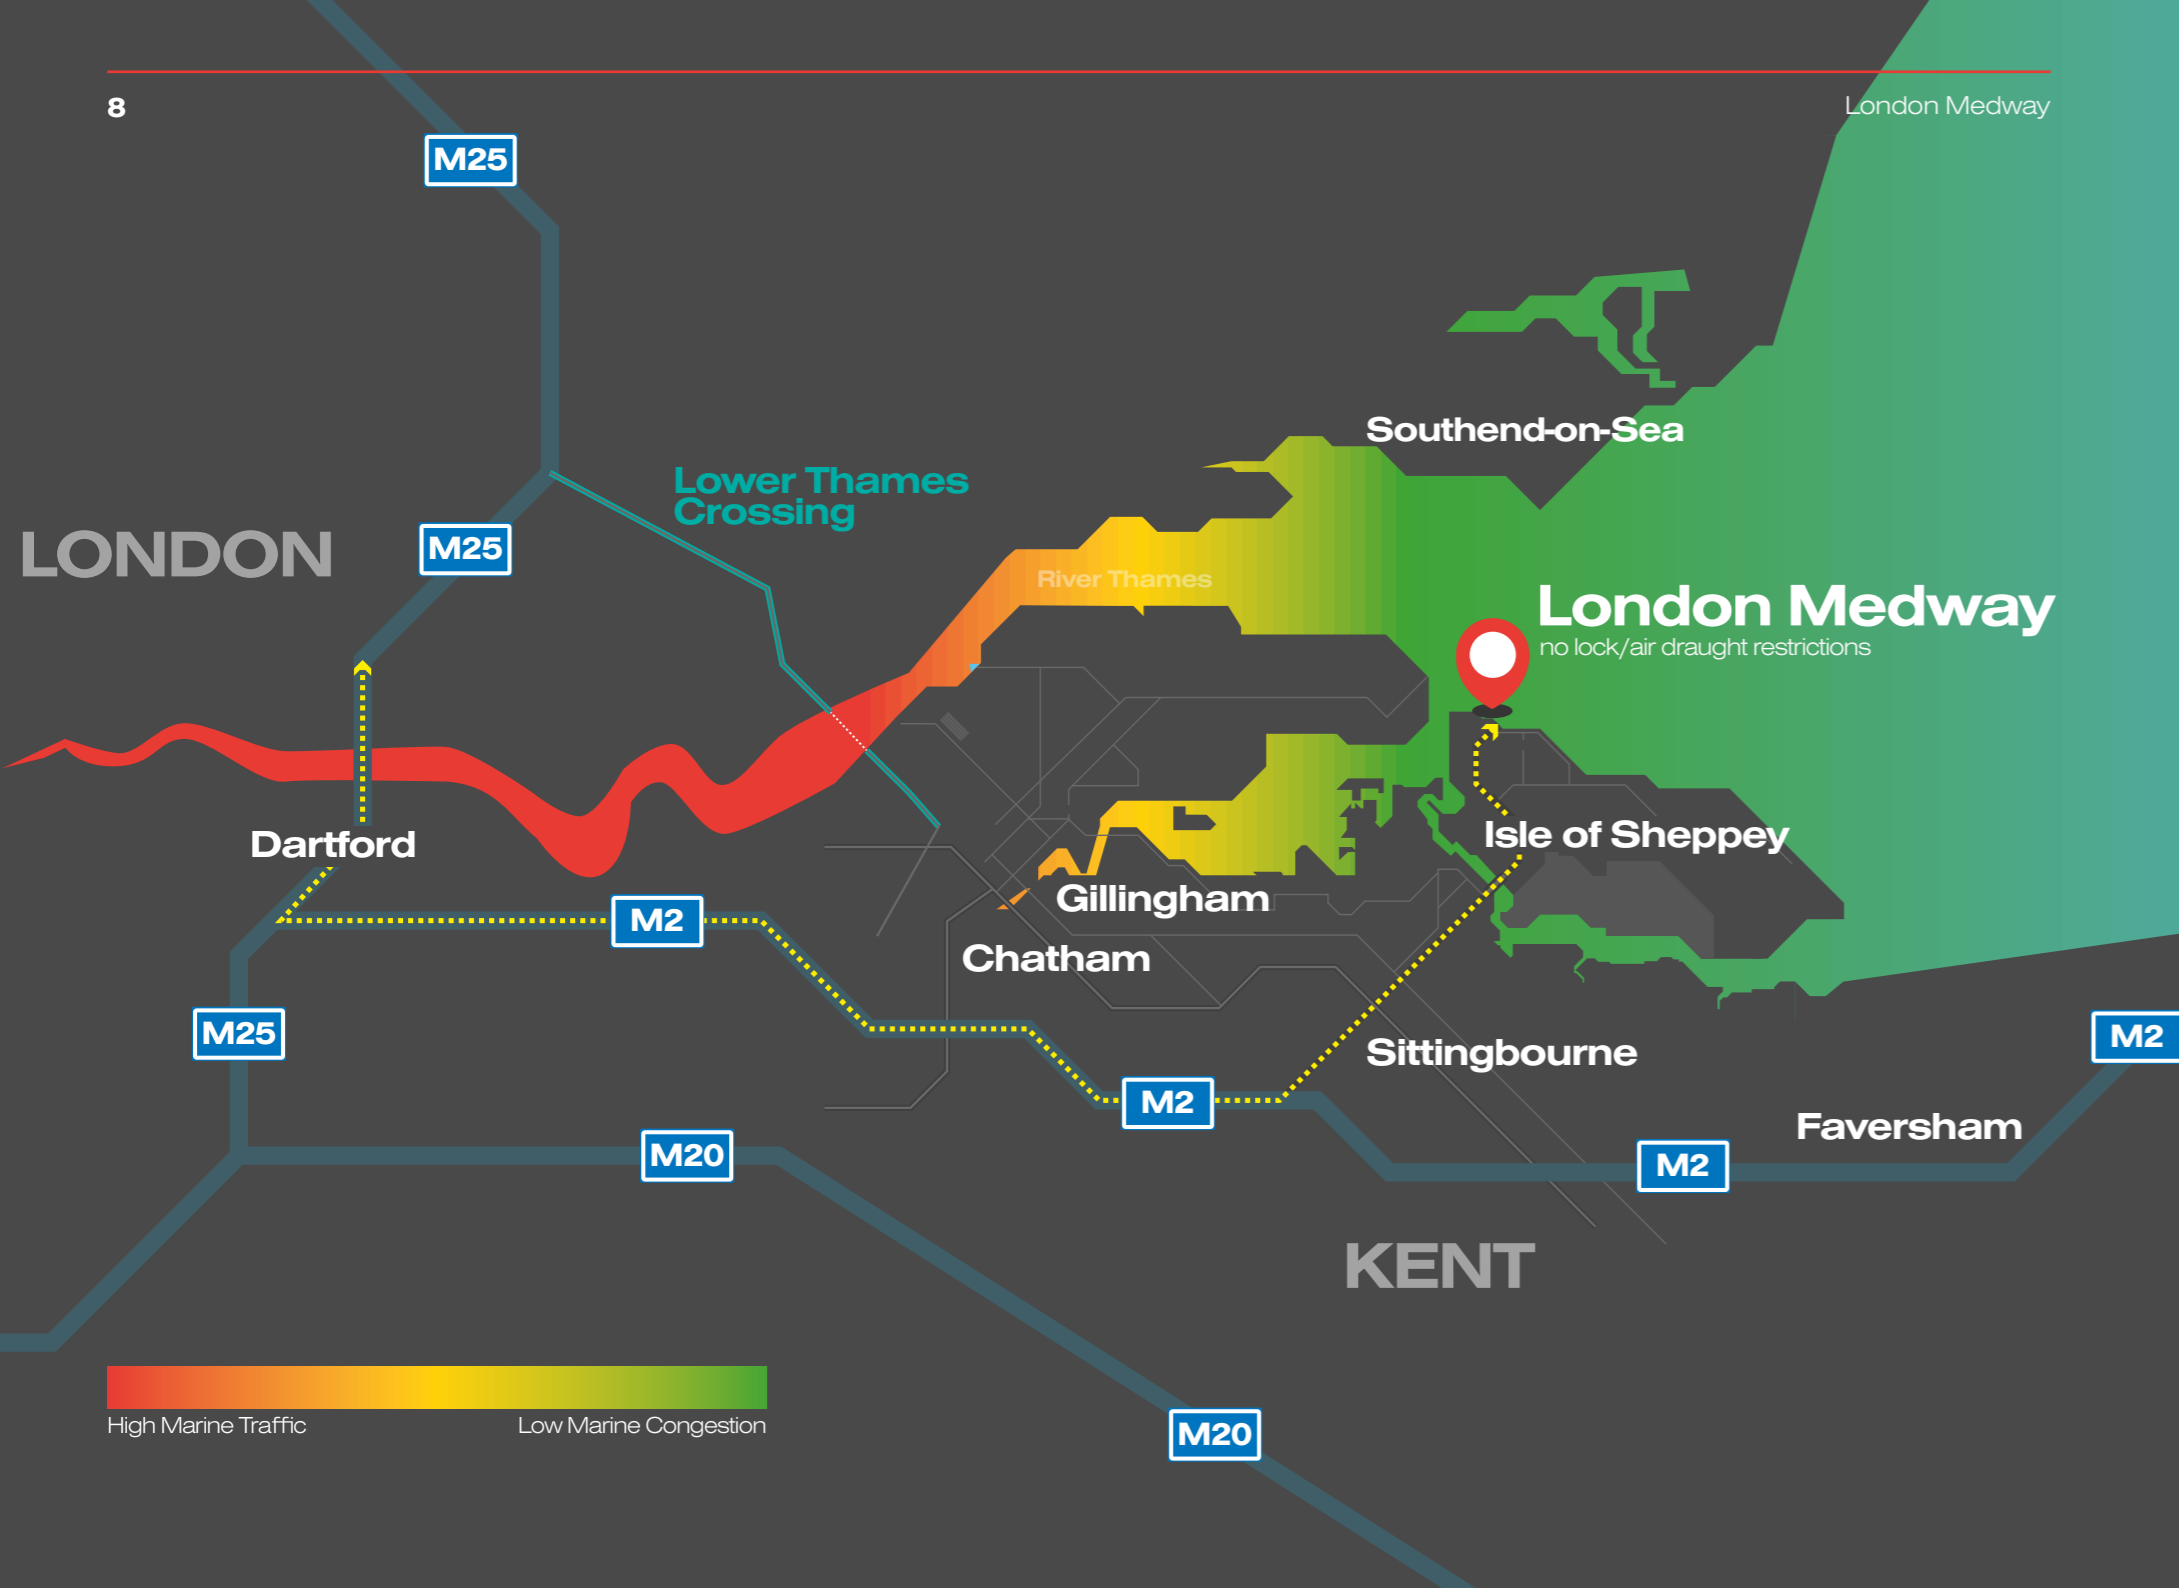 8
London Medway
M25
Southend-on-Sea
Lower Thames
Crossing
LONDON
M25
River Thames
London Medway
no lock/air draught restrictions
Dartford
Isle of Sheppey
Gillingham
M2
Chatham
M25
Sittingbourne
M2
M2
Faversham
M20
M2
KENT
High Marine Traffic
Low Marine Congestion
M20